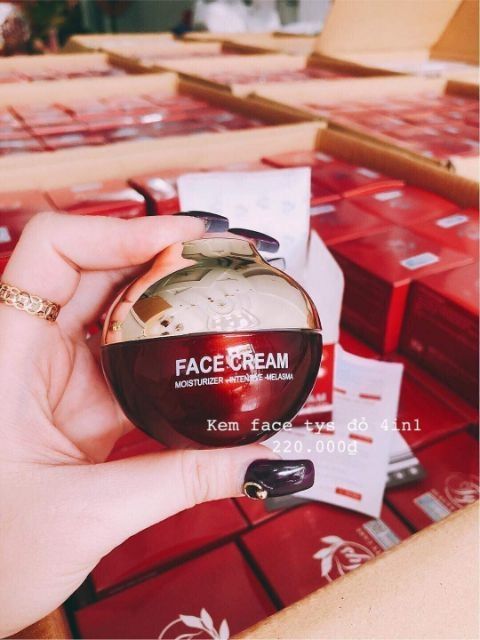 FACE CREAM
MOISTURIZER - INTENSIVE -MELASMA
Kem face tys đỏ 4in1
220.000đ